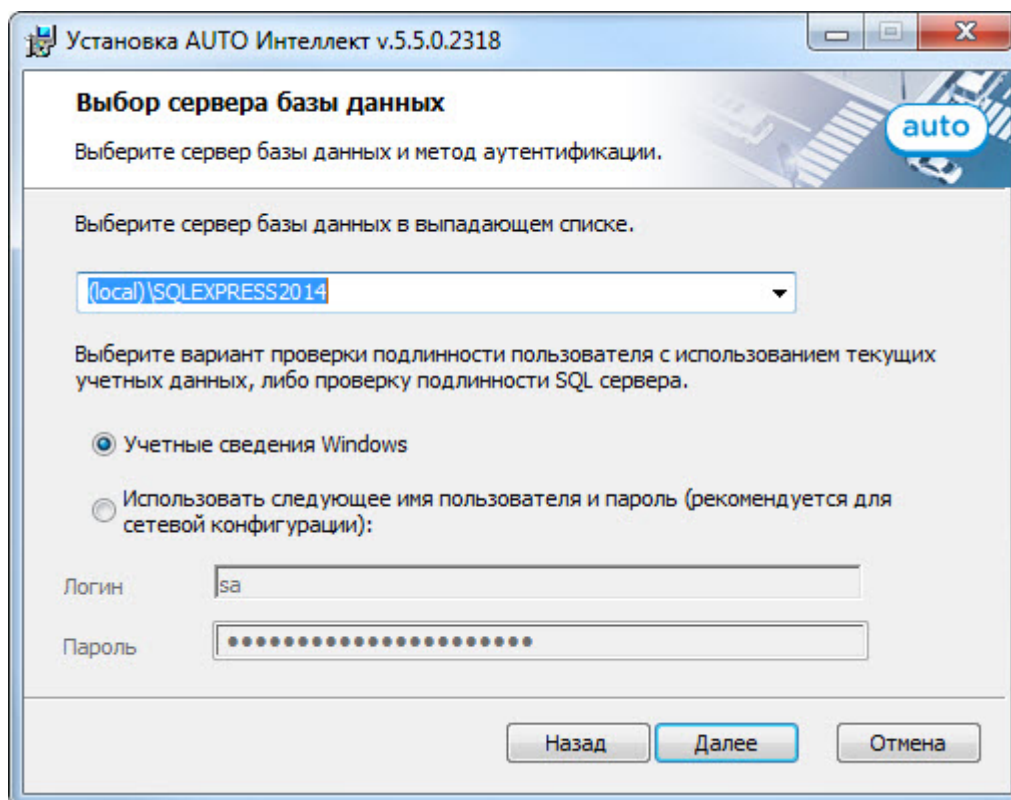 Установка AUTO Интеллект v.5.5.0.2318
Выбор сервера базы данных
Выберите сервер базы данных и метод аутентификации.
auto
Выберите сервер базы данных в выпадающем списке.
(local)\SQLEXPRESS2014
Выберите вариант проверки подлинности пользователя с использованием текущих
учетных данных, либо проверку подлинности SQL сервера.
Учетные сведения Windows
Использовать следующее имя пользователя и пароль (рекомендуется для
сетевой конфигурации):
Логин
sa
Пароль
••••••••••••••••••••••
Назад
Далее
Отмена